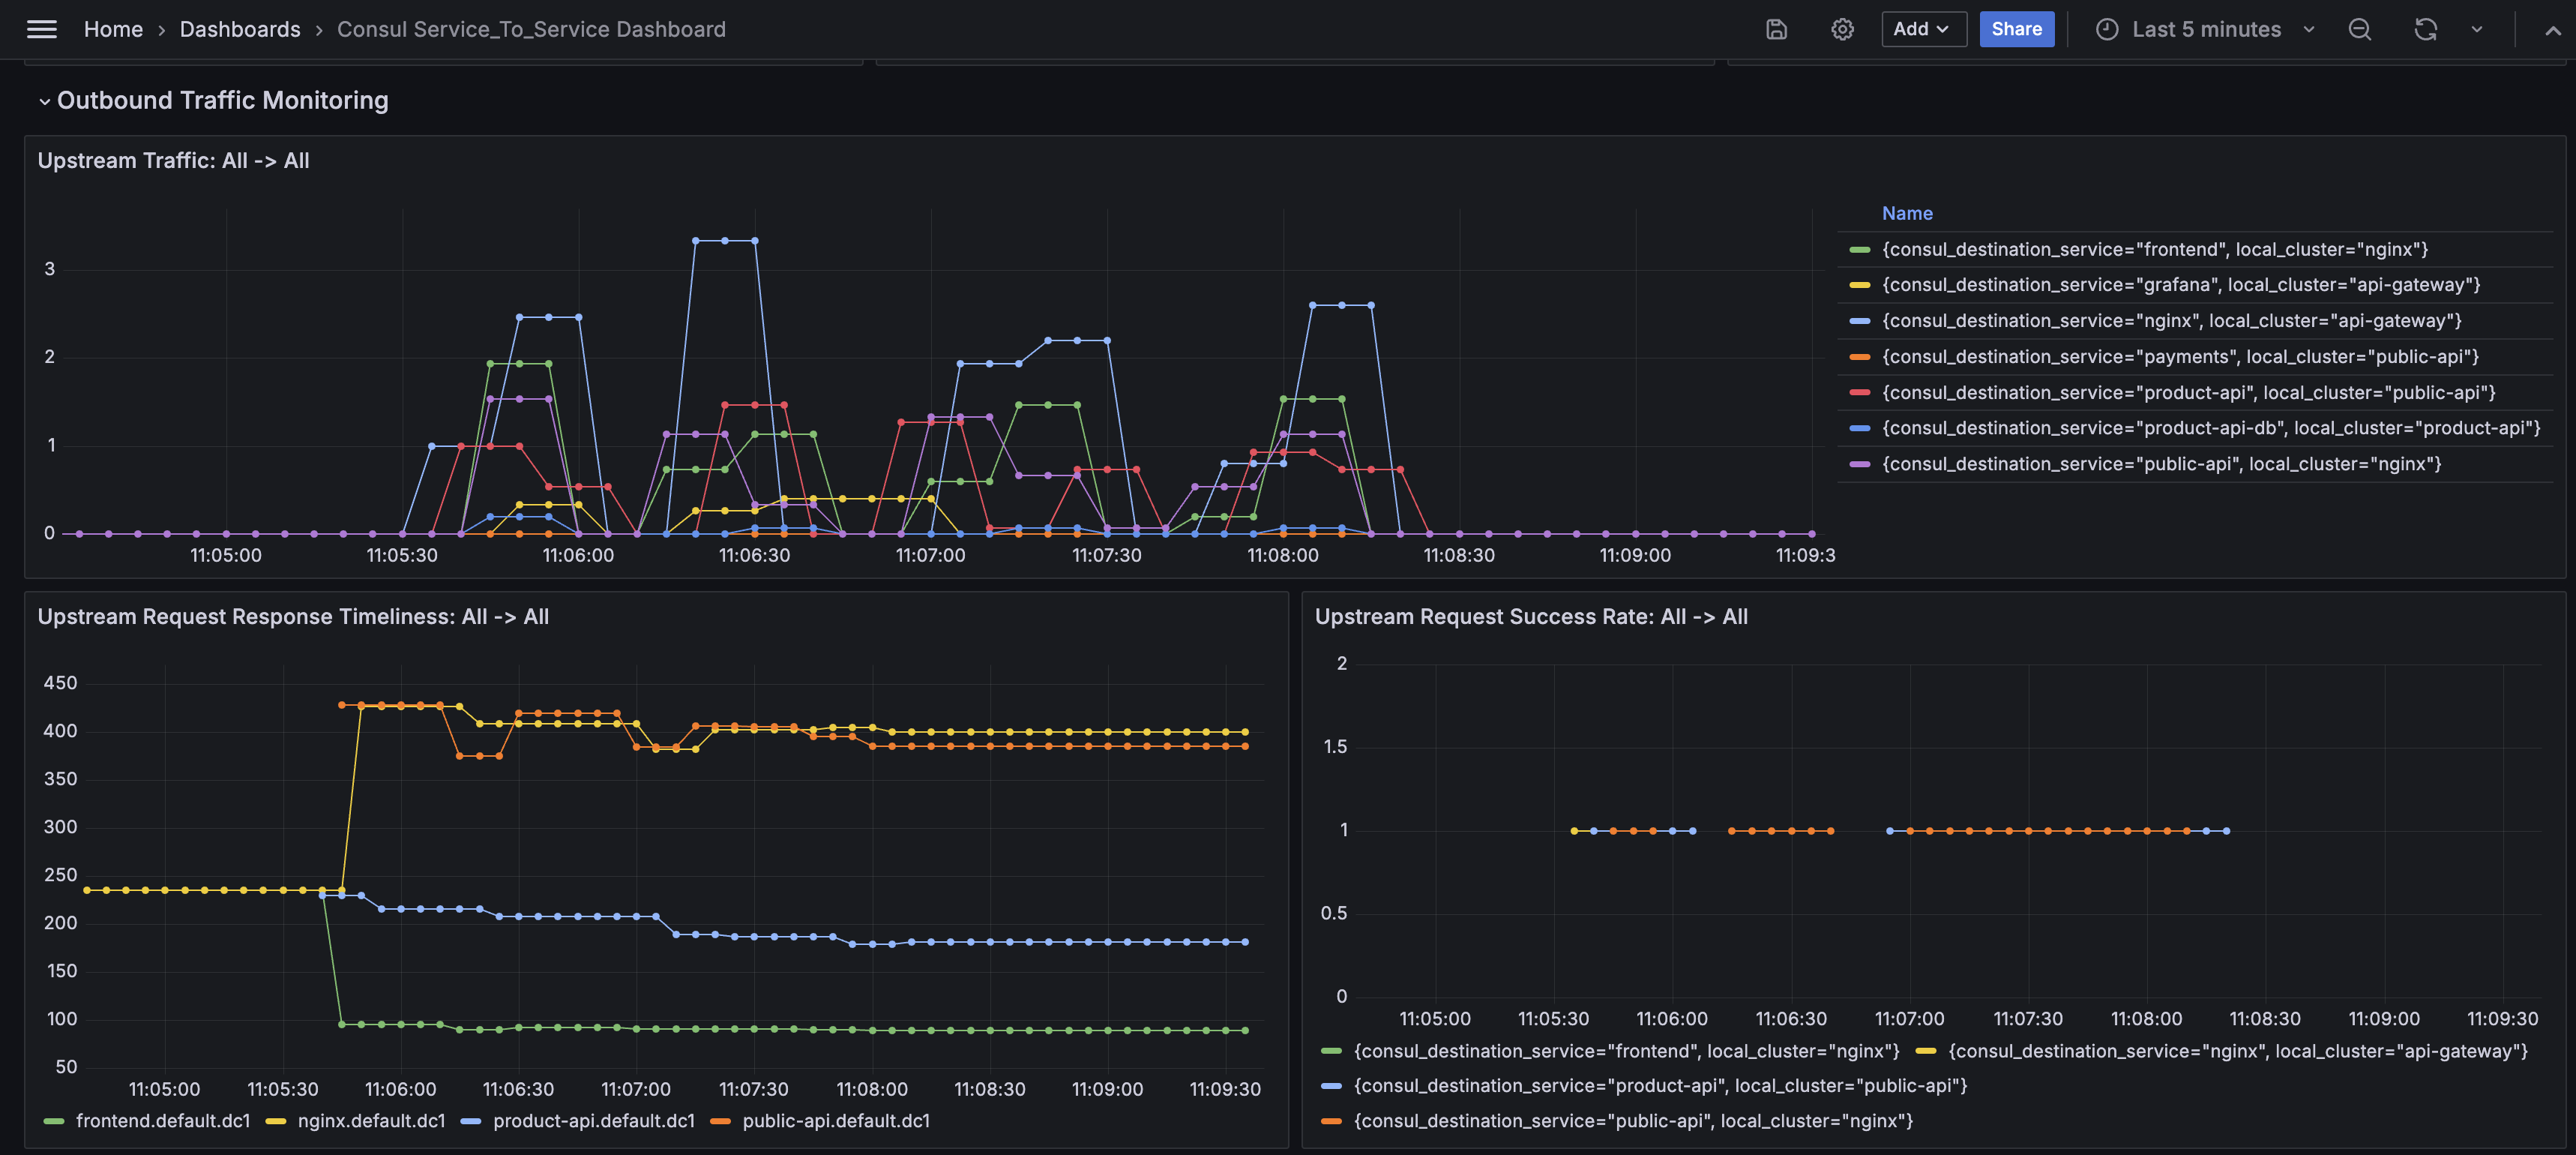 Home › Dashboards › Consul Service_To_Service Dashboard Add Share Last 5 minutes
Outbound Traffic Monitoring
Upstream Traffic: All -> All
3
2
1
0
11:05:00 11:05:30 11:06:00 11:06:30 11:07:00 11:07:30 11:08:00 11:08:30 11:09:00 11:09:3
Name
{consul_destination_service="frontend", local_cluster="nginx"}
{consul_destination_service="grafana", local_cluster="api-gateway"}
{consul_destination_service="nginx", local_cluster="api-gateway"}
{consul_destination_service="payments", local_cluster="public-api"}
{consul_destination_service="product-api", local_cluster="public-api"}
{consul_destination_service="product-api-db", local_cluster="product-api"}
{consul_destination_service="public-api", local_cluster="nginx"}
Upstream Request Response Timeliness: All -> All
450
400
350
300
250
200
150
100
50
11:05:00 11:05:30 11:06:00 11:06:30 11:07:00 11:07:30 11:08:00 11:08:30 11:09:00 11:09:30
frontend.default.dc1 nginx.default.dc1 product-api.default.dc1 public-api.default.dc1
Upstream Request Success Rate: All -> All
2
1.5
1
0.5
0
11:05:00 11:05:30 11:06:00 11:06:30 11:07:00 11:07:30 11:08:00 11:08:30 11:09:00 11:09:30
{consul_destination_service="frontend", local_cluster="nginx"} {consul_destination_service="nginx", local_cluster="api-gateway"}
{consul_destination_service="product-api", local_cluster="public-api"}
{consul_destination_service="public-api", local_cluster="nginx"}